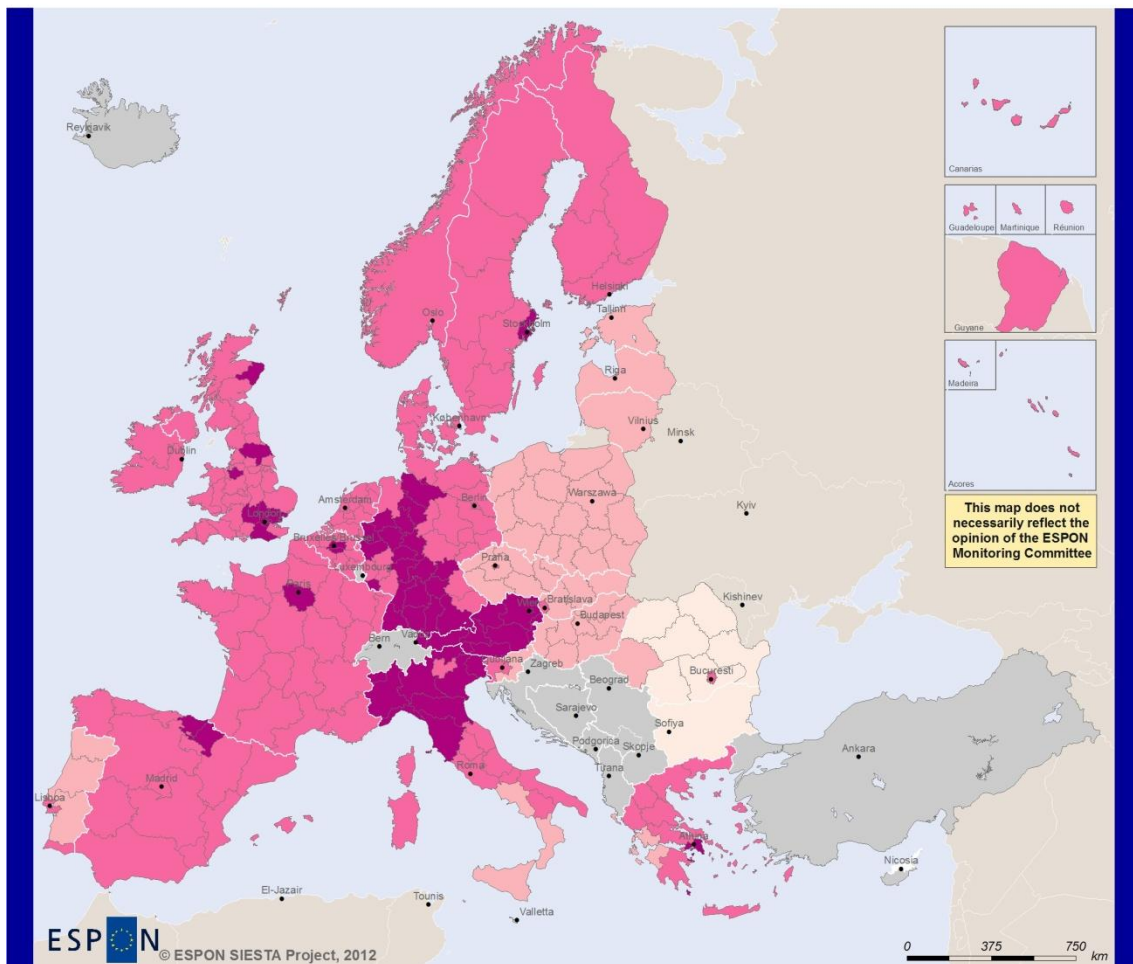 Reykjavik
Canarias
Guadeloupe
Martinique
Réunion
Guyane
Madeira
Acores
This map does not
necessarily reflect the
opinion of the ESPON
Monitoring Committee
Helsinki
Oslo
Tallinn
Stockholm
Riga
København
Vilnius
Minsk
Dublin
Amsterdam
Berlin
Warszawa
London
Kyiv
Bruxelles/Brussel
Praha
Luxembourg
Paris
Kishinev
Bratislava
Budapest
Bern
Ljubljana
Zagreb
Bucuresti
Beograd
Sarajevo
Sofiya
Podgorica
Skopje
Ankara
Roma
Tirana
Madrid
Lisboa
Nicosia
El-Jazair
Tounis
Valletta
ESPON
© ESPON SIESTA Project, 2012
0 375 750
km